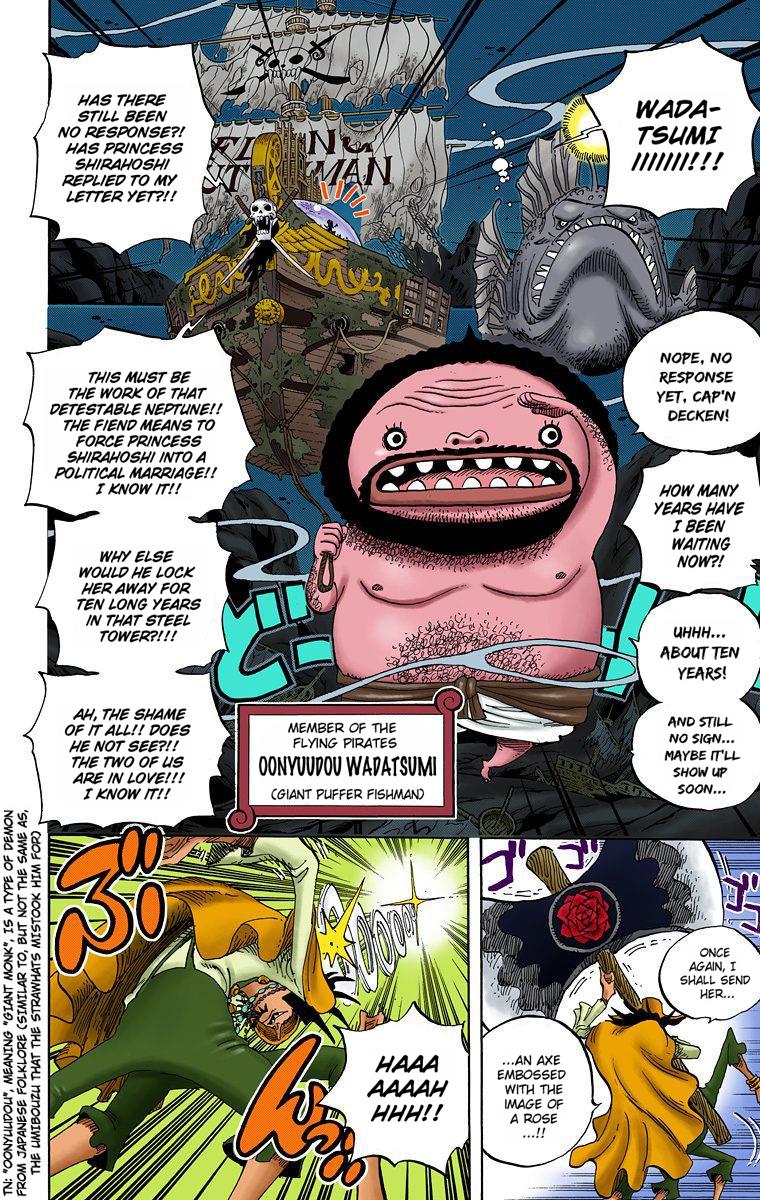 WADA-
TSUMI
!!!!!!!!!!
HAS THERE
STILL BEEN
NO RESPONSE?!
HAS PRINCESS
SHIRAHOSHI
REPLIED TO MY
LETTER YET?!!
NOPE, NO
RESPONSE
YET, CAP'N
DECKEN!
HOW MANY
YEARS HAVE
I BEEN
WAITING
NOW?!
UHHH...
ABOUT TEN
YEARS!
AND STILL
NO SIGN...
MAYBE IT'LL
SHOW UP
SOON...
THIS MUST BE
THE WORK OF THAT
DETESTABLE NEPTUNE!!
THE FIEND MEANS TO
FORCE PRINCESS
SHIRAHOSHI INTO A
POLITICAL MARRIAGE!!
I KNOW IT!!
WHY ELSE
WOULD HE LOCK
HER AWAY FOR
TEN LONG YEARS
IN THAT STEEL
TOWER?!!!
AH, THE SHAME
OF IT ALL!! DOES
HE NOT SEE?!!
THE TWO OF US
ARE IN LOVE!!!
I KNOW IT!!
MEMBER OF THE
FLYING PIRATES
OONYUUDOU WADATSUMI
(GIANT PUFFER FISHMAN)
ONCE
AGAIN, I
SHALL SEND
HER...
...AN AXE
EMBOSSED
WITH THE
IMAGE OF
A ROSE
...!!
ゴゴ
ぶ
んっ!!
HAAA
AAAAH
HHH!!
TN: "OONYUUDOU", MEANING "GIANT MONK", IS A TYPE OF DEMON
FROM JAPANESE FOLKLORE (SIMILAR TO, BUT NOT THE SAME AS,
THE UMIBOUZU THAT THE STRAWHATS MISTOOK HIM FOR)